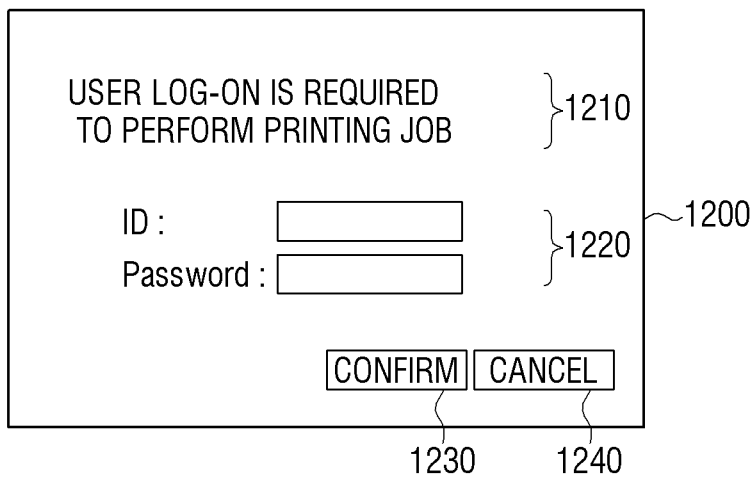 USER LOG-ON IS REQUIRED
TO PERFORM PRINTING JOB
1210
ID :
Password :
1220
1200
CONFIRM
CANCEL
1230
1240